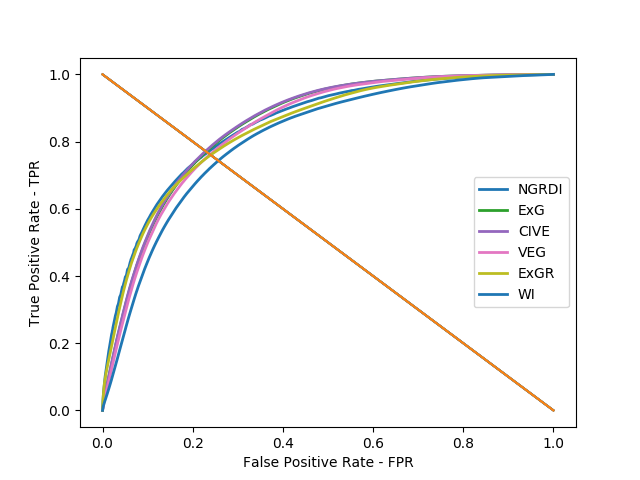 1.0
0.8
0.6
0.4
0.2
0.0
True Positive Rate - TPR
NGRDI
ExG
CIVE
VEG
ExGR
WI
0.0 0.2 0.4 0.6 0.8 1.0
False Positive Rate - FPR